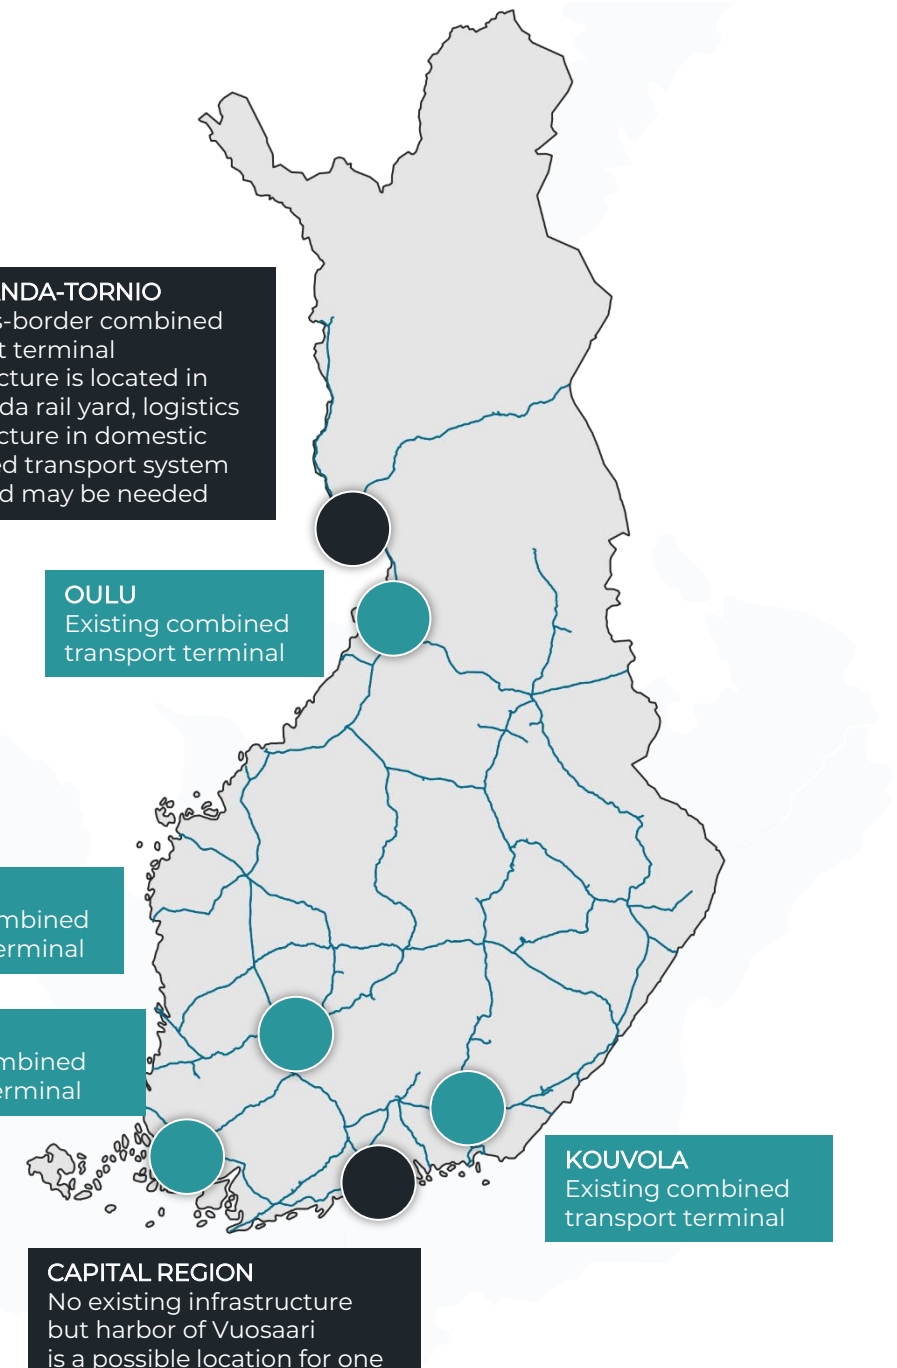 NDA-TORNIO
s-border combined
t terminal
cture is located in
da rail yard, logistics
cture in domestic
ed transport system
d may be needed
OULU
Existing combined
transport terminal
mbined
erminal
mbined
erminal
KOUVOLA
Existing combined
transport terminal
CAPITAL REGION
No existing infrastructure
but harbor of Vuosaari
is a possible location for one